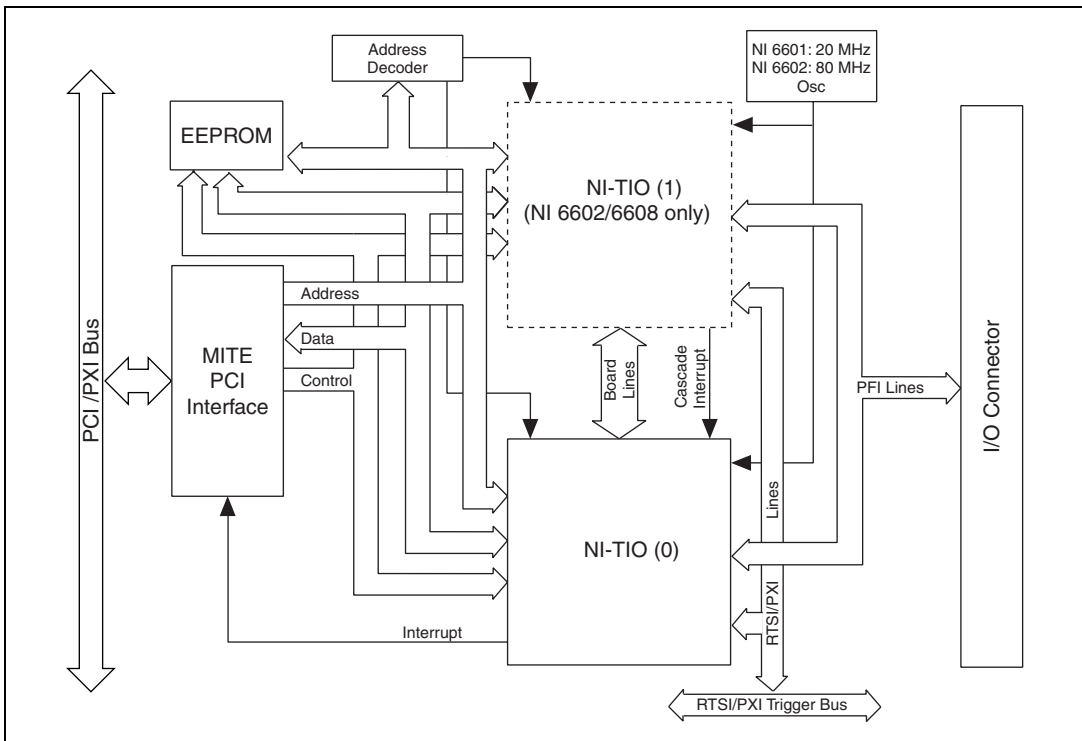 Address
Decoder
NI 6601: 20 MHz
NI 6602: 80 MHz
Osc
EEPROM
NI-TIO (1)
(NI 6602/6608 only)
PCI /PXI Bus
MITE
PCI
Interface
Address
Data
Control
Board
Lines
Cascade
Interrupt
PFI Lines
I/O Connector
Lines
RTSI/PXI
NI-TIO (0)
Interrupt
RTSI/PXI Trigger Bus